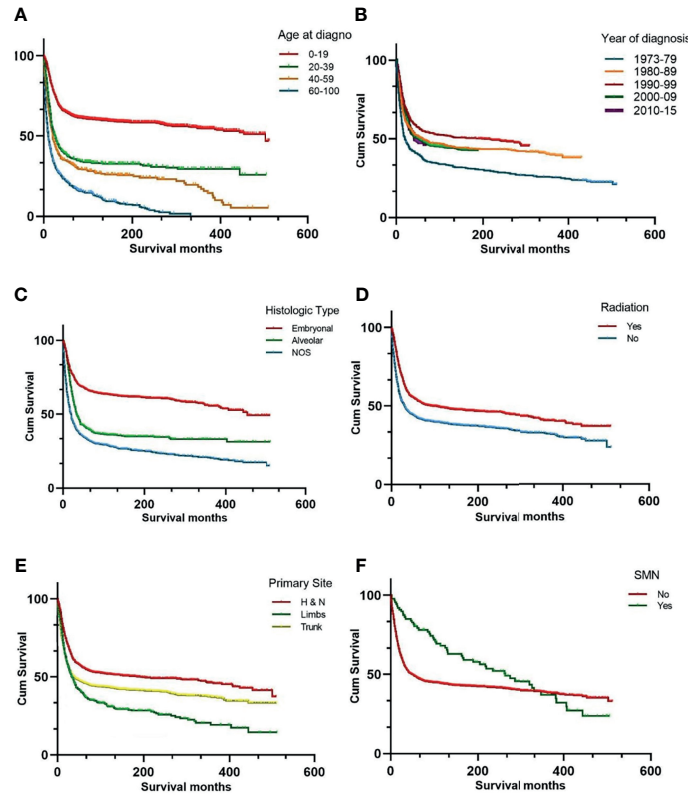 A
Age at diagno
0-19
20-39
40-59
60-100
100
50
0
Cum Survival
0
200
400
600
Survival months
B
Year of diagnosis
1973-79
1980-89
1990-99
2000-09
2010-15
100
50
0
Cum Survival
0
200
400
600
Survival months
C
Histologic Type
Embryonal
Alveolar
NOS
100
50
0
Cum Survival
0
200
400
600
Survival months
D
Radiation
Yes
No
100
50
0
Cum Survival
0
200
400
600
Survival months
E
Primary Site
H & N
Limbs
Trunk
100
50
0
Cum Survival
0
200
400
600
Survival months
F
SMN
No
Yes
100
50
0
Cum Survival
0
200
400
600
Survival months